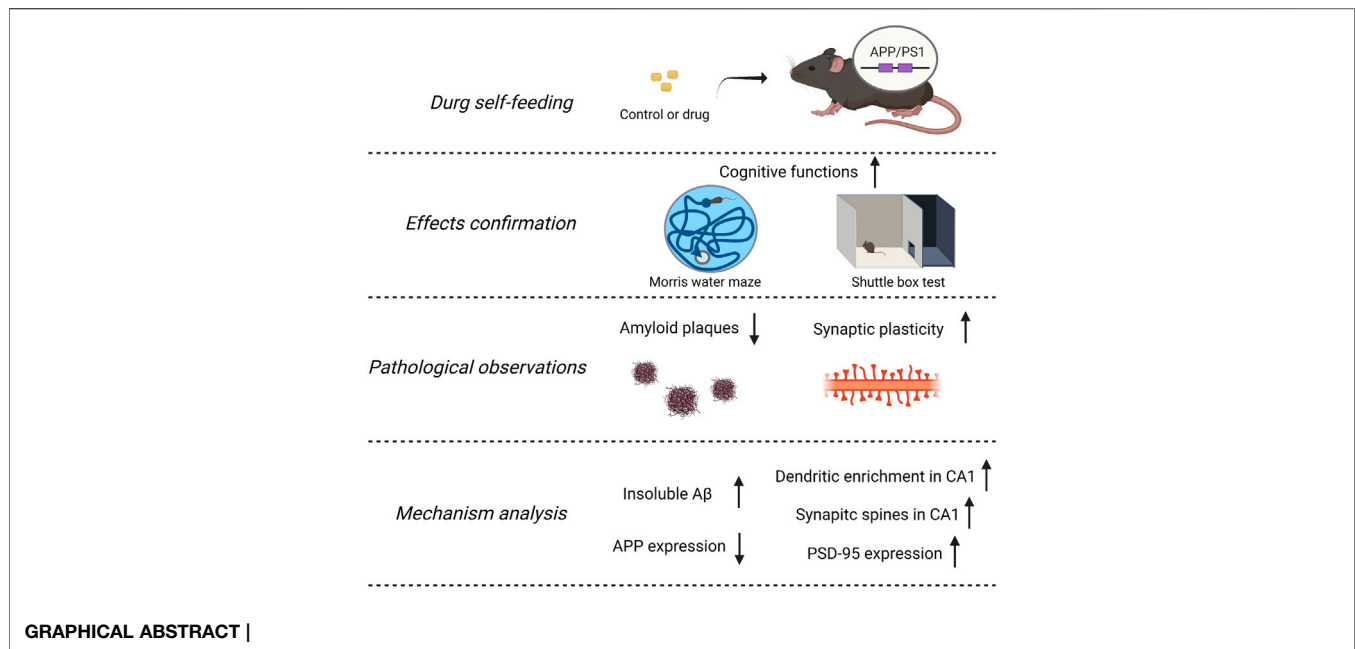 APP/PS1
Durg self-feeding
Control or drug
Cognitive functions
Effects confirmation
Morris water maze
Shuttle box test
Amyloid plaques
Synaptic plasticity
Pathological observations
Dendritic enrichment in CA1
Insoluble Aβ
Mechanism analysis
Synapitc spines in CA1
APP expression
PSD-95 expression
GRAPHICAL ABSTRACT |